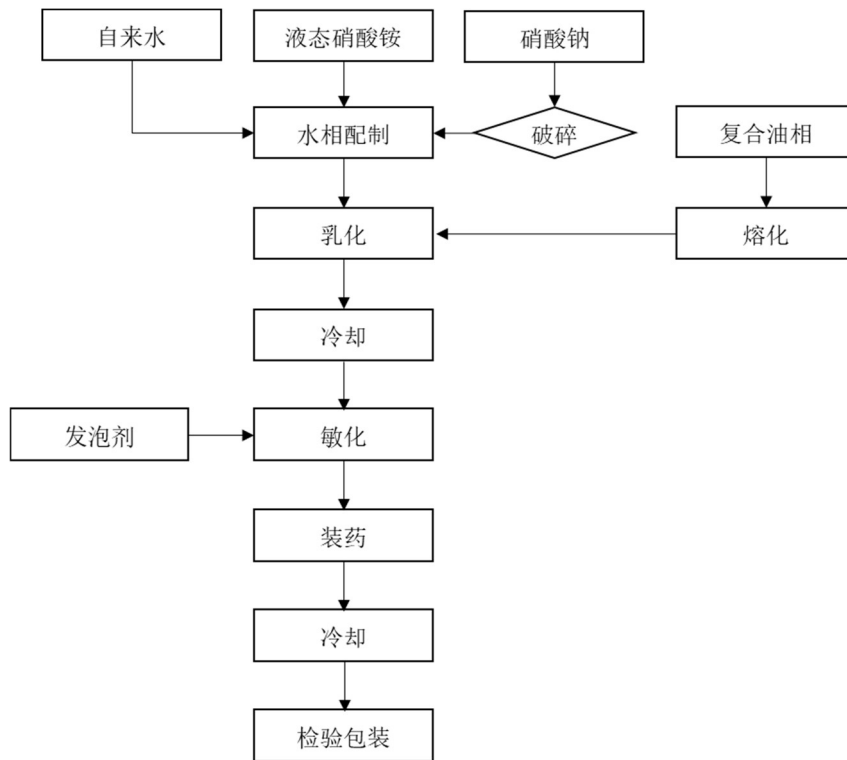 自来水
液态硝酸铵
硝酸钠
水相配制
破碎
复合油相
乳化
熔化
冷却
发泡剂
敏化
装药
冷却
检验包装